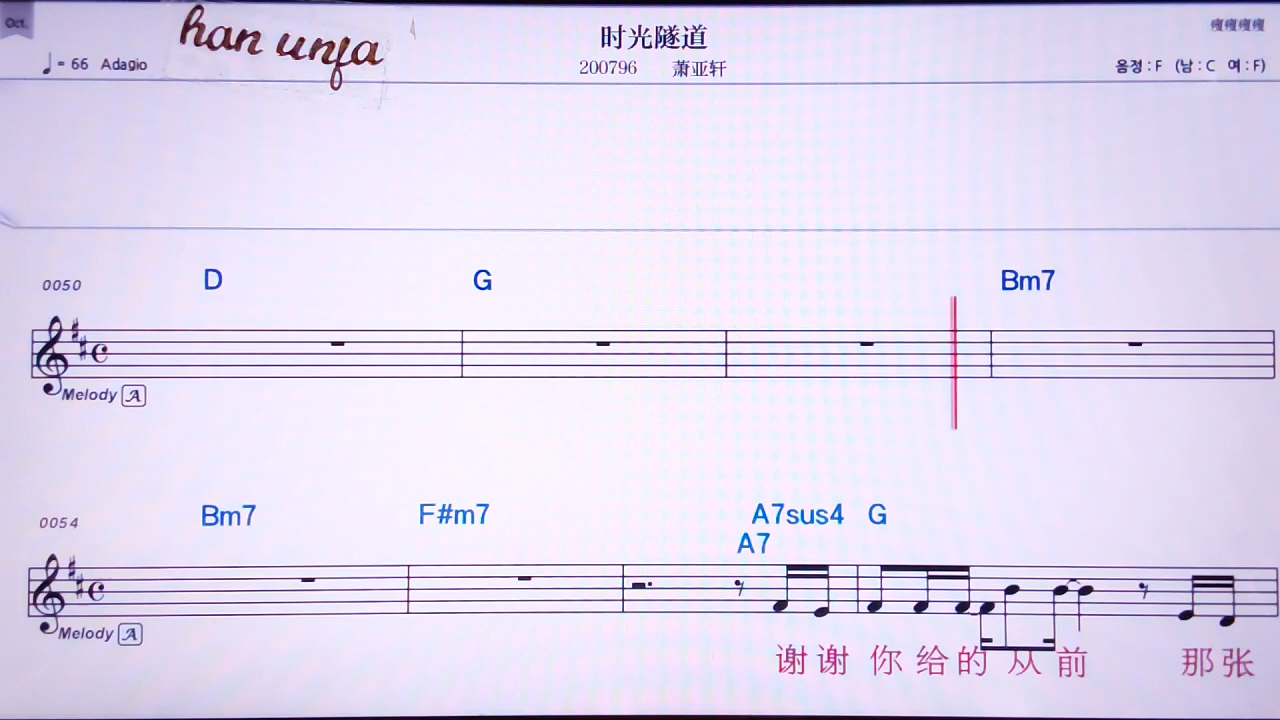 Oct.
han unfa
时光隧道
♩= 66 Adagio
200796 萧亚轩
음정 : F (남 : C 여 : F)
0050 D G Bm7
Melody A
0054 Bm7 F#m7 A7sus4 G
A7
Melody A
谢谢 你给的 从前 那张